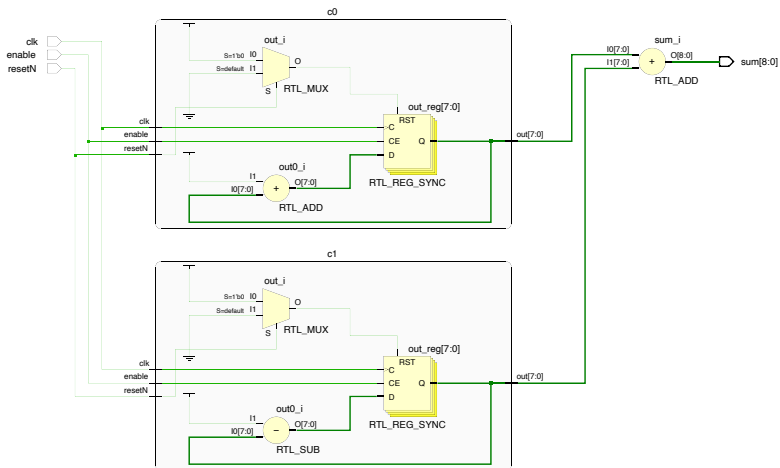 c0
clk
enable
resetN
out_i
S=1'b0 I0
S=default I1
O
S
RTL_MUX
out_reg[7:0]
RST
clk
C
enable
CE
Q
out[7:0]
resetN
D
RTL_REG_SYNC
out0_i
I1
+
O[7:0]
I0[7:0]
RTL_ADD
sum_i
I0[7:0]
I1[7:0]
+
O[8:0]
sum[8:0]
RTL_ADD
c1
out_i
S=1'b0 I0
S=default I1
O
S
RTL_MUX
out_reg[7:0]
RST
clk
C
enable
CE
Q
out[7:0]
resetN
D
RTL_REG_SYNC
out0_i
I1
−
O[7:0]
I0[7:0]
RTL_SUB